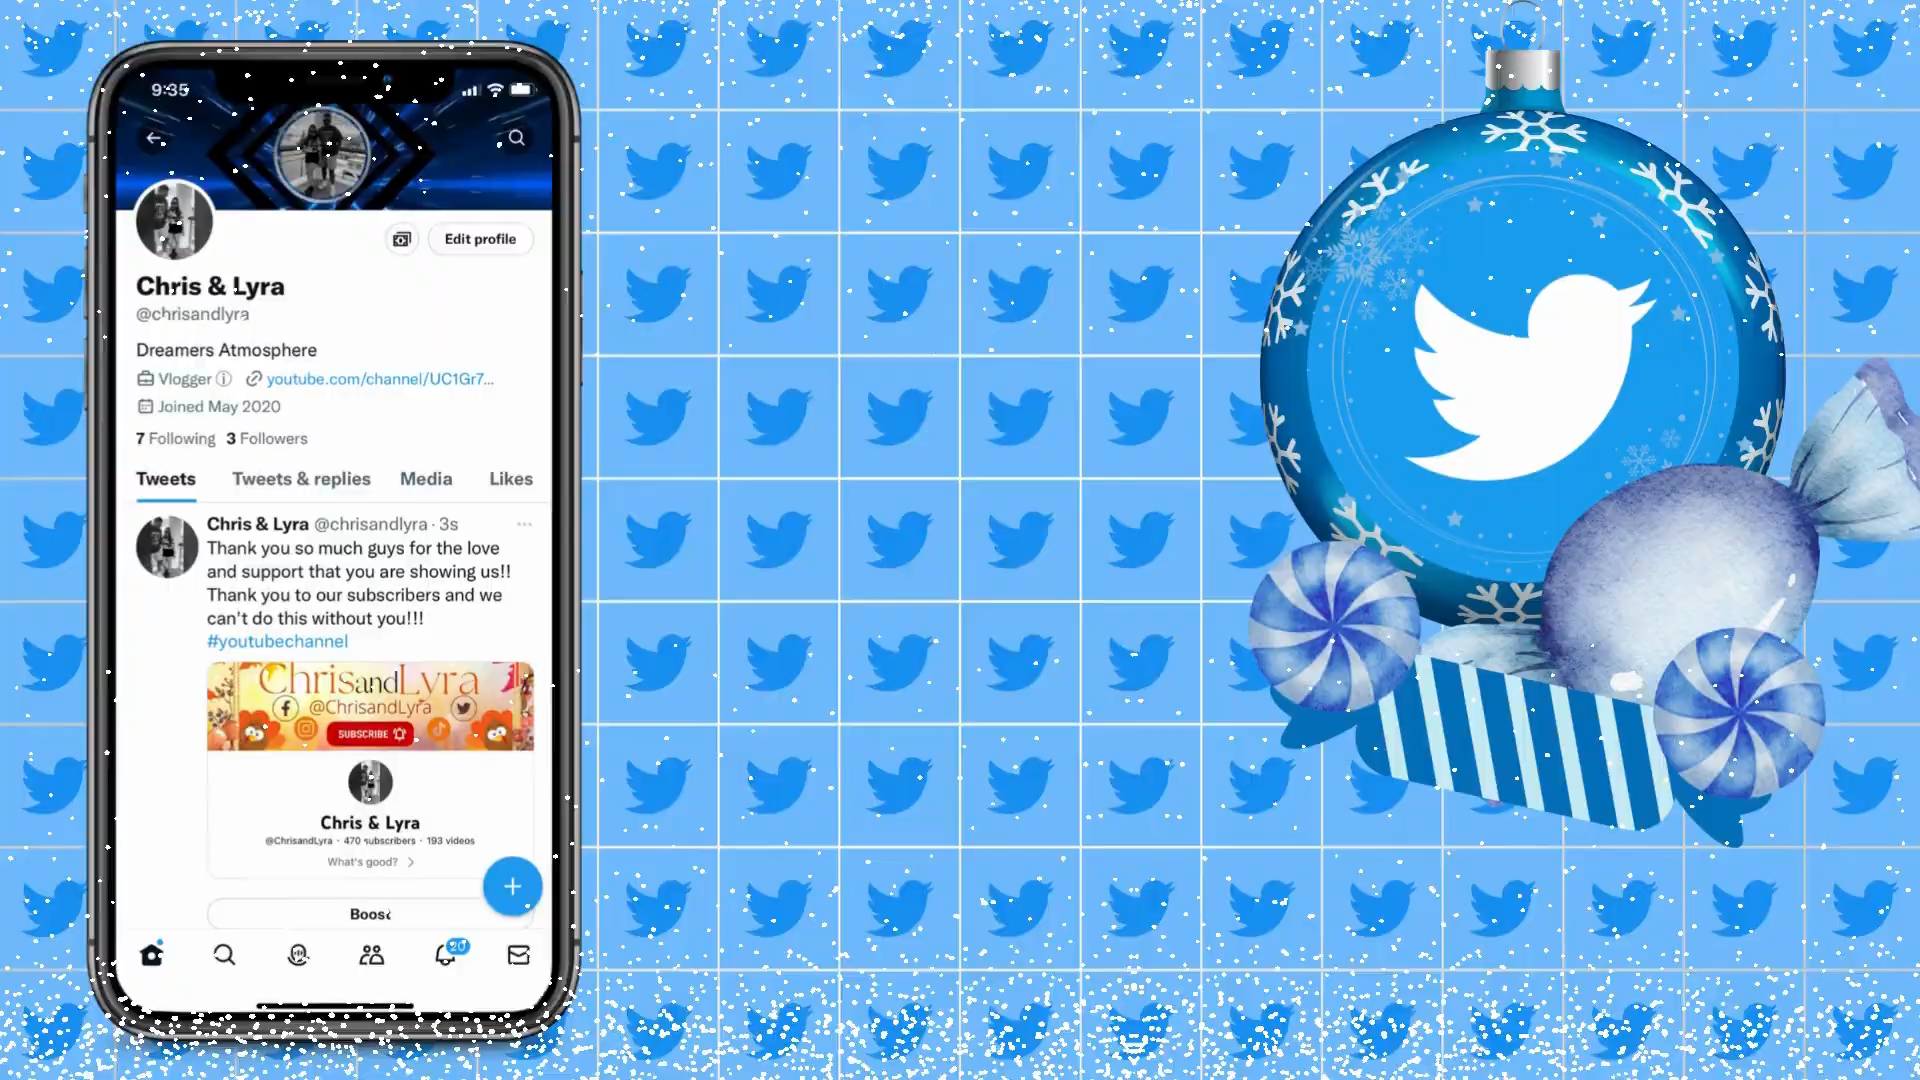 9:35
Edit profile
Chris & Lyra
@chrisandlyra
Dreamers Atmosphere
Vlogger youtube.com/channel/UC1Gr7...
Joined May 2020
7 Following 3 Followers
Tweets Tweets & replies Media Likes
Chris & Lyra @chrisandlyra · 3s
Thank you so much guys for the love
and support that you are showing us!!
Thank you to our subscribers and we
can't do this without you!!!
#youtubechannel
ChrisandLyra
@ChrisandLyra
SUBSCRIBE
Chris & Lyra
@ChrisandLyra · 470 subscribers · 193 videos
What's good?
Boost
20